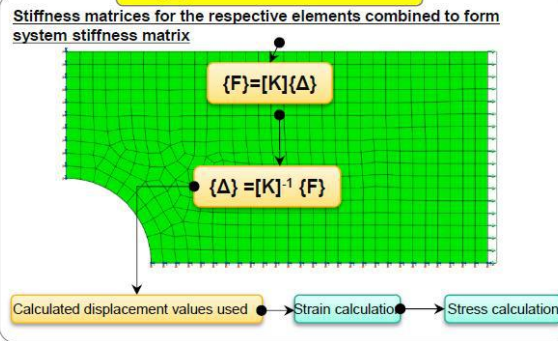 Stiffness matrices for the respective elements combined to form
system stiffness matrix
{F}=[K]{Δ}
{Δ} =[K]-1 {F}
Calculated displacement values used
Strain calculation
Stress calculation